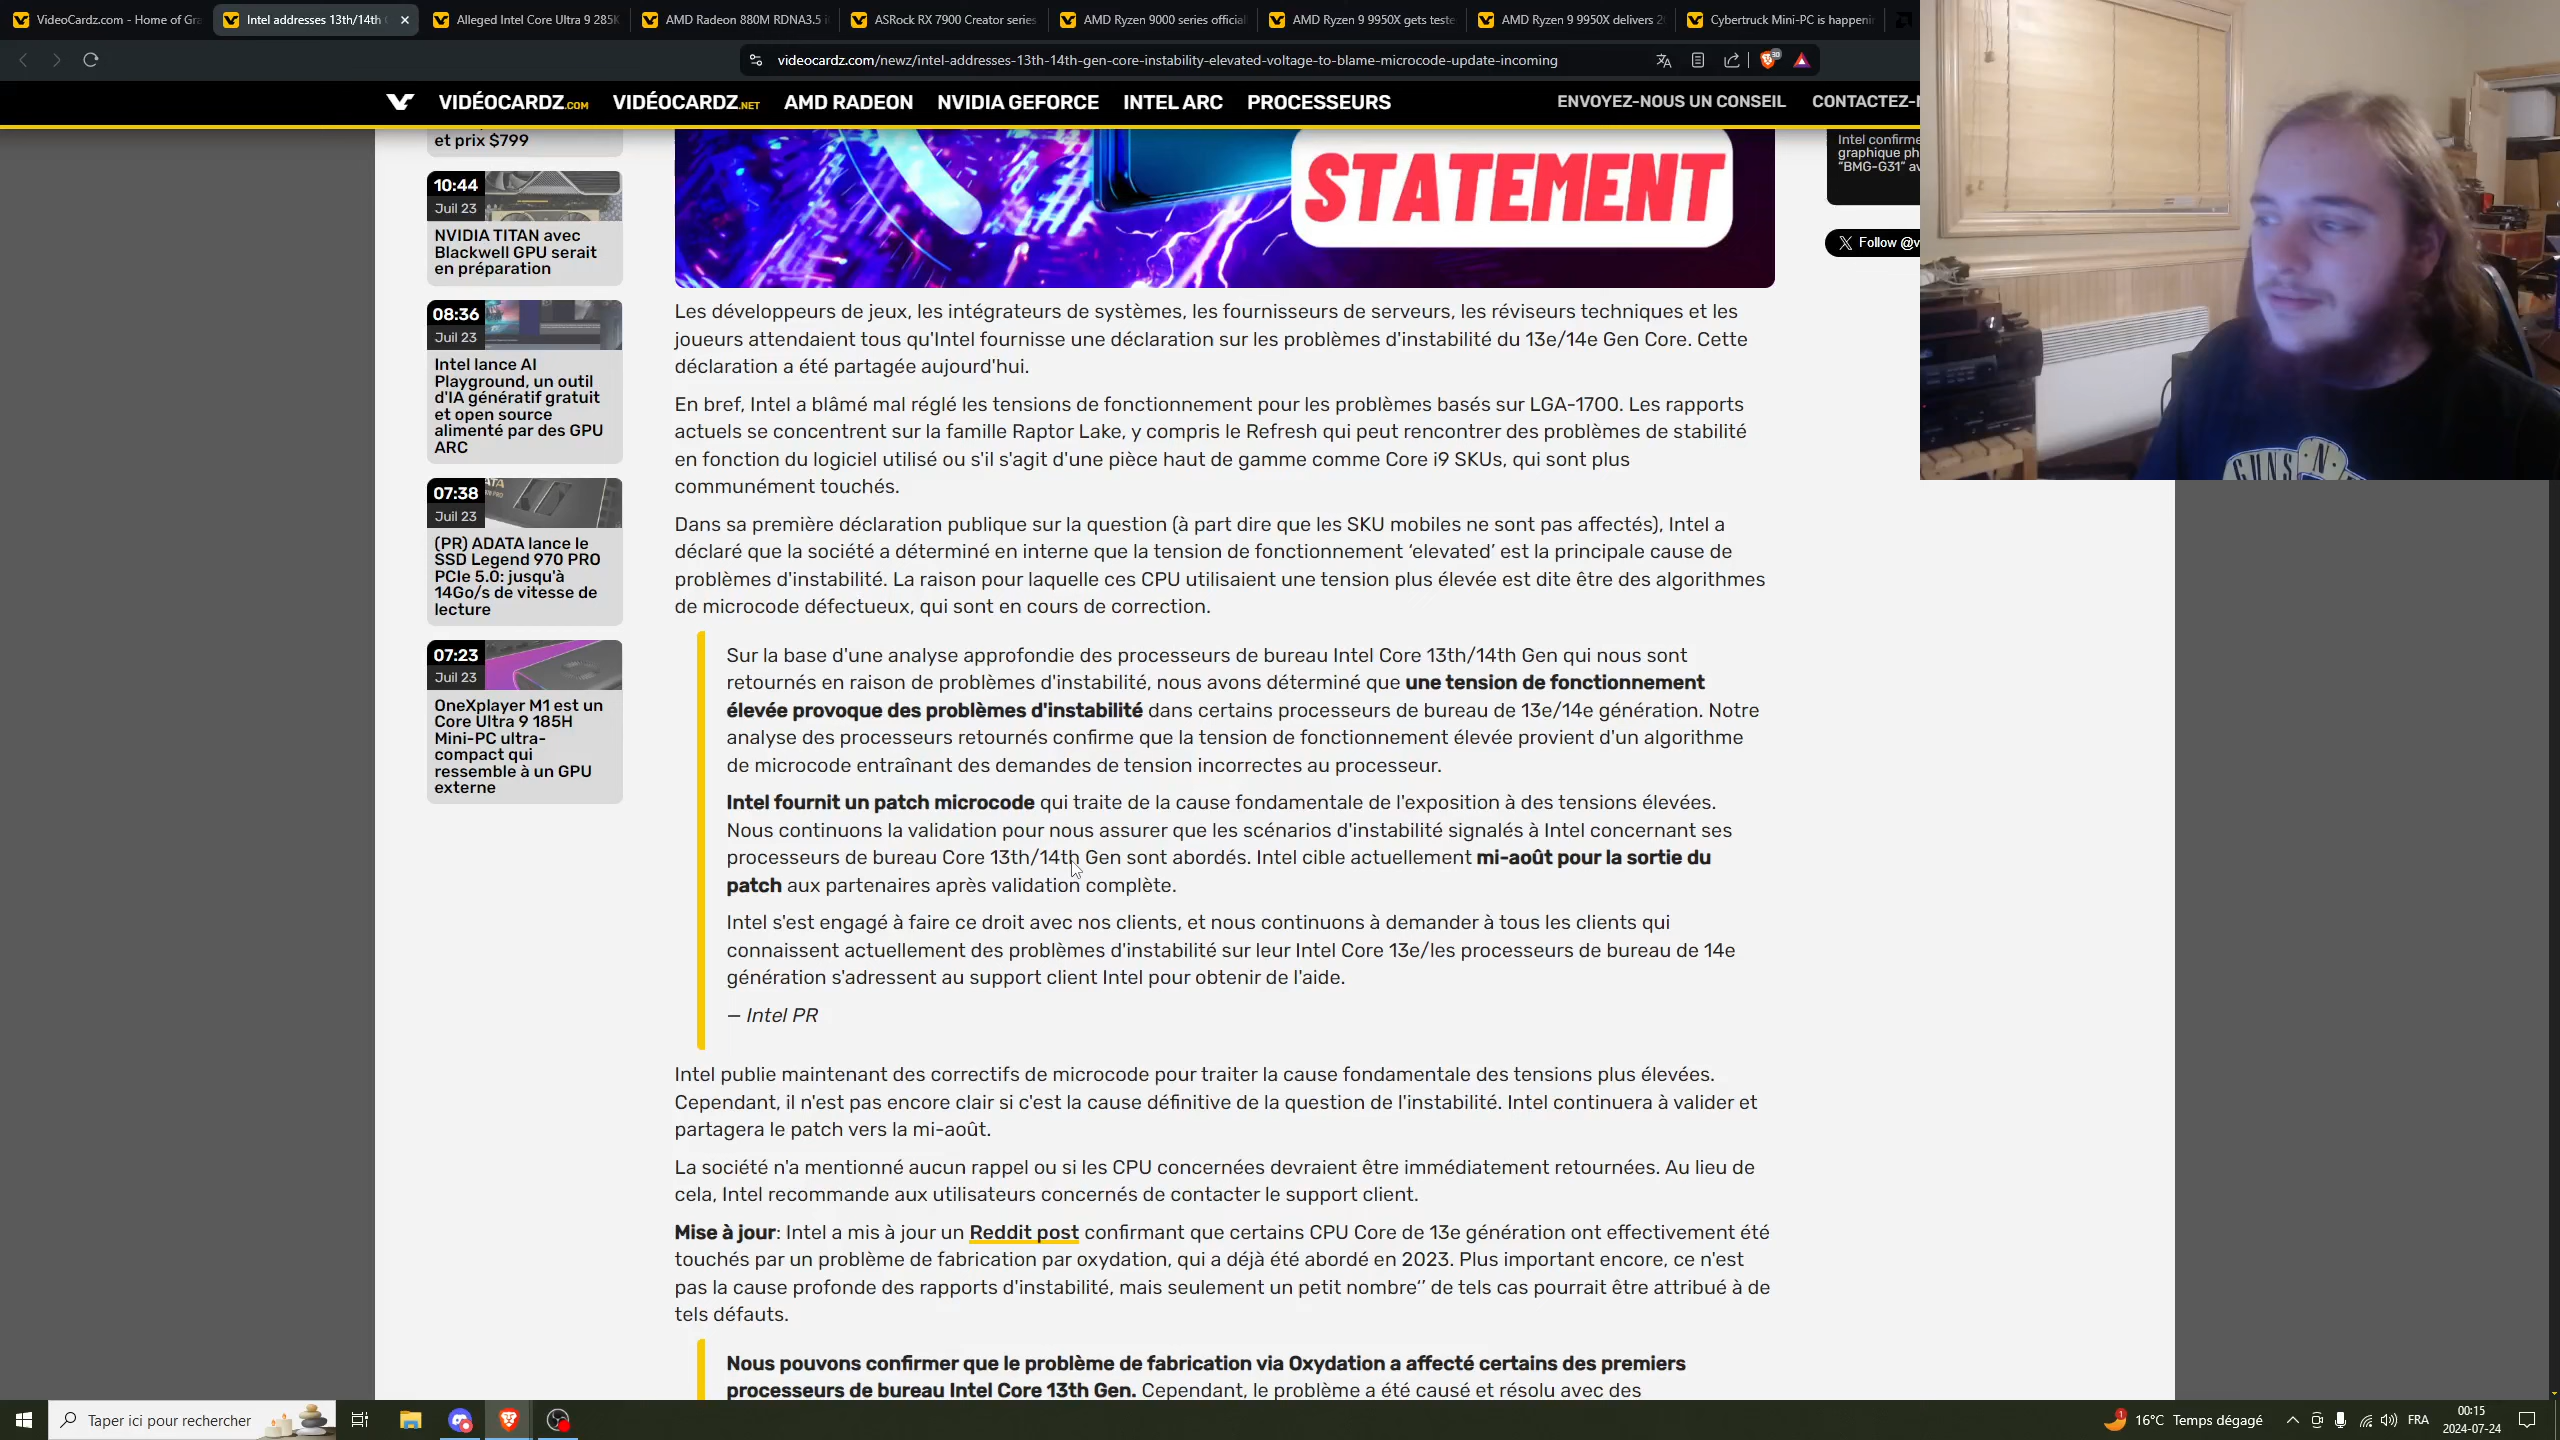 VideoCardz.com - Home of Gra
Intel addresses 13th/14th
Alleged Intel Core Ultra 9 285K
AMD Radeon 880M RDNA3.5 i
ASRock RX 7900 Creator series
AMD Ryzen 9000 series official
AMD Ryzen 9 9950X gets teste
AMD Ryzen 9 9950X delivers 2
Cybertruck Mini-PC is happenin
videocardz.com/newz/intel-addresses-13th-14th-gen-core-instability-elevated-voltage-to-blame-microcode-update-incoming
VIDÉOCARDZ.COM
VIDÉOCARDZ.NET
AMD RADEON
NVIDIA GEFORCE
INTEL ARC
PROCESSEURS
ENVOYEZ-NOUS UN CONSEIL
CONTACTEZ-N
et prix $799
10:44
Juil 23
NVIDIA TITAN avec
Blackwell GPU serait
en préparation
08:36
Juil 23
Intel lance AI
Playground, un outil
d'IA génératif gratuit
et open source
alimenté par des GPU
ARC
07:38
Juil 23
(PR) ADATA lance le
SSD Legend 970 PRO
PCIe 5.0: jusqu'à
14Go/s de vitesse de
lecture
07:23
Juil 23
OneXplayer M1 est un
Core Ultra 9 185H
Mini-PC ultra-
compact qui
ressemble à un GPU
externe
STATEMENT
Les développeurs de jeux, les intégrateurs de systèmes, les fournisseurs de serveurs, les réviseurs techniques et les
joueurs attendaient tous qu'Intel fournisse une déclaration sur les problèmes d'instabilité du 13e/14e Gen Core. Cette
déclaration a été partagée aujourd'hui.
En bref, Intel a blâmé mal réglé les tensions de fonctionnement pour les problèmes basés sur LGA-1700. Les rapports
actuels se concentrent sur la famille Raptor Lake, y compris le Refresh qui peut rencontrer des problèmes de stabilité
en fonction du logiciel utilisé ou s'il s'agit d'une pièce haut de gamme comme Core i9 SKUs, qui sont plus
communément touchés.
Dans sa première déclaration publique sur la question (à part dire que les SKU mobiles ne sont pas affectés), Intel a
déclaré que la société a déterminé en interne que la tension de fonctionnement ‘elevated’ est la principale cause de
problèmes d'instabilité. La raison pour laquelle ces CPU utilisaient une tension plus élevée est dite être des algorithmes
de microcode défectueux, qui sont en cours de correction.
Sur la base d'une analyse approfondie des processeurs de bureau Intel Core 13th/14th Gen qui nous sont
retournés en raison de problèmes d'instabilité, nous avons déterminé que une tension de fonctionnement
élevée provoque des problèmes d'instabilité dans certains processeurs de bureau de 13e/14e génération. Notre
analyse des processeurs retournés confirme que la tension de fonctionnement élevée provient d'un algorithme
de microcode entraînant des demandes de tension incorrectes au processeur.
Intel fournit un patch microcode qui traite de la cause fondamentale de l'exposition à des tensions élevées.
Nous continuons la validation pour nous assurer que les scénarios d'instabilité signalés à Intel concernant ses
processeurs de bureau Core 13th/14th Gen sont abordés. Intel cible actuellement mi-août pour la sortie du
patch aux partenaires après validation complète.
Intel s'est engagé à faire ce droit avec nos clients, et nous continuons à demander à tous les clients qui
connaissent actuellement des problèmes d'instabilité sur leur Intel Core 13e/les processeurs de bureau de 14e
génération s'adressent au support client Intel pour obtenir de l'aide.
— Intel PR
Intel publie maintenant des correctifs de microcode pour traiter la cause fondamentale des tensions plus élevées.
Cependant, il n'est pas encore clair si c'est la cause définitive de la question de l'instabilité. Intel continuera à valider et
partagera le patch vers la mi-août.
La société n'a mentionné aucun rappel ou si les CPU concernées devraient être immédiatement retournées. Au lieu de
cela, Intel recommande aux utilisateurs concernés de contacter le support client.
Mise à jour: Intel a mis à jour un Reddit post confirmant que certains CPU Core de 13e génération ont effectivement été
touchés par un problème de fabrication par oxydation, qui a déjà été abordé en 2023. Plus important encore, ce n'est
pas la cause profonde des rapports d'instabilité, mais seulement un petit nombre‘’ de tels cas pourrait être attribué à de
tels défauts.
Nous pouvons confirmer que le problème de fabrication via Oxydation a affecté certains des premiers
processeurs de bureau Intel Core 13th Gen. Cependant, le problème a été causé et résolu avec des
Intel confirme
graphique ph
“BMG-G31” av
Follow @v
GUNS N
Taper ici pour rechercher
16°C Temps dégagé
FRA
00:15
2024-07-24